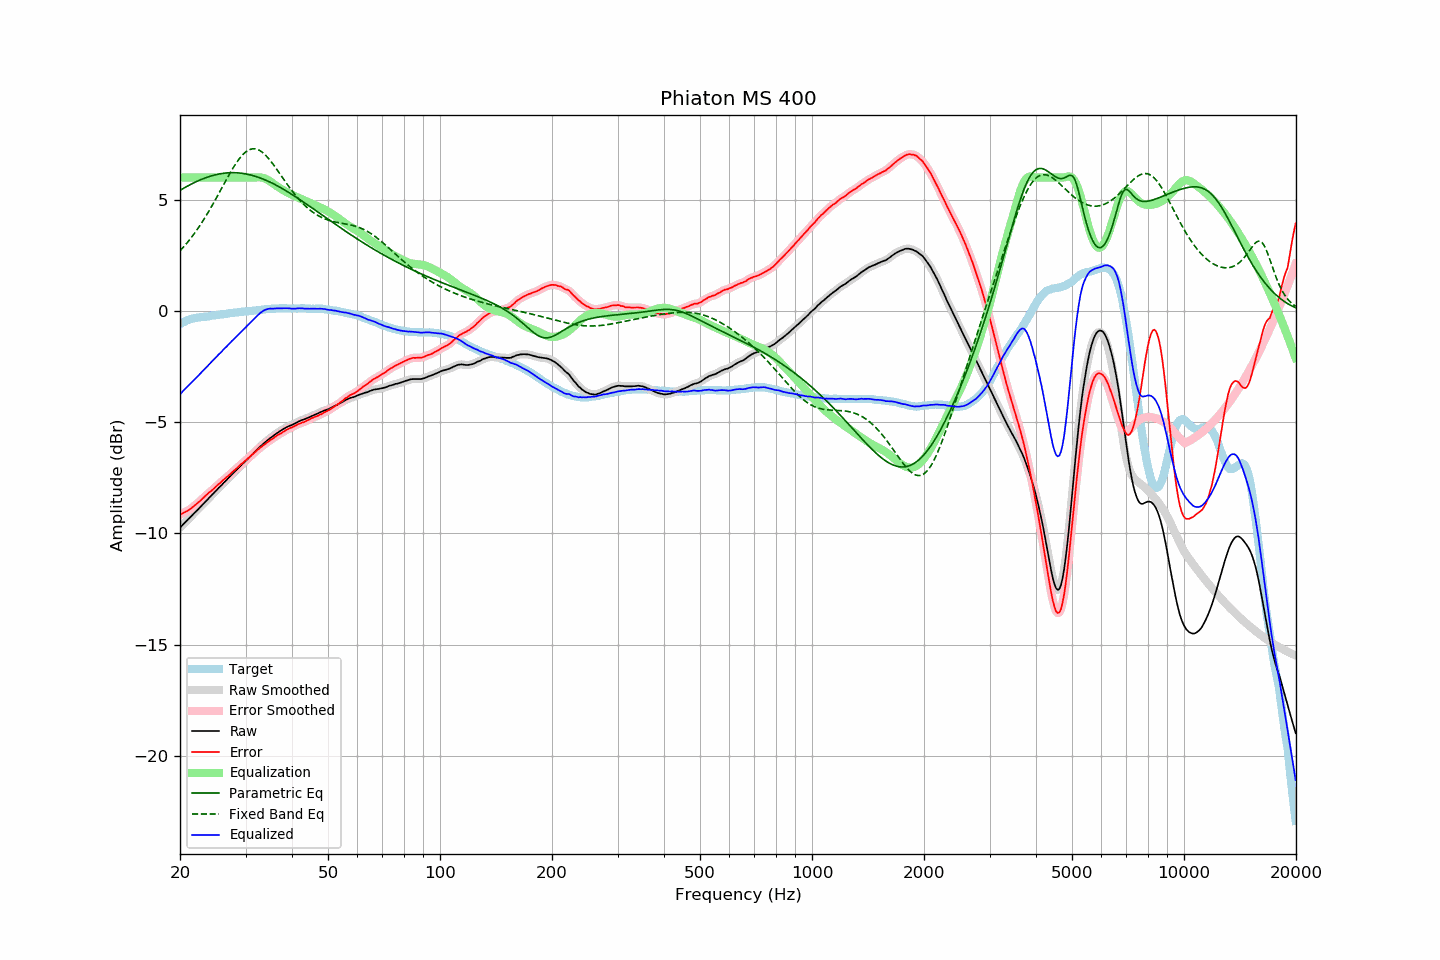 Phiaton MS 400
Amplitude (dBr)
5
0
−5
−10
−15
−20
Target
Raw Smoothed
Error Smoothed
Raw
Error
Equalization
Parametric Eq
Fixed Band Eq
Equalized
20 50 100 200 500 1000 2000 5000 10000 20000
Frequency (Hz)